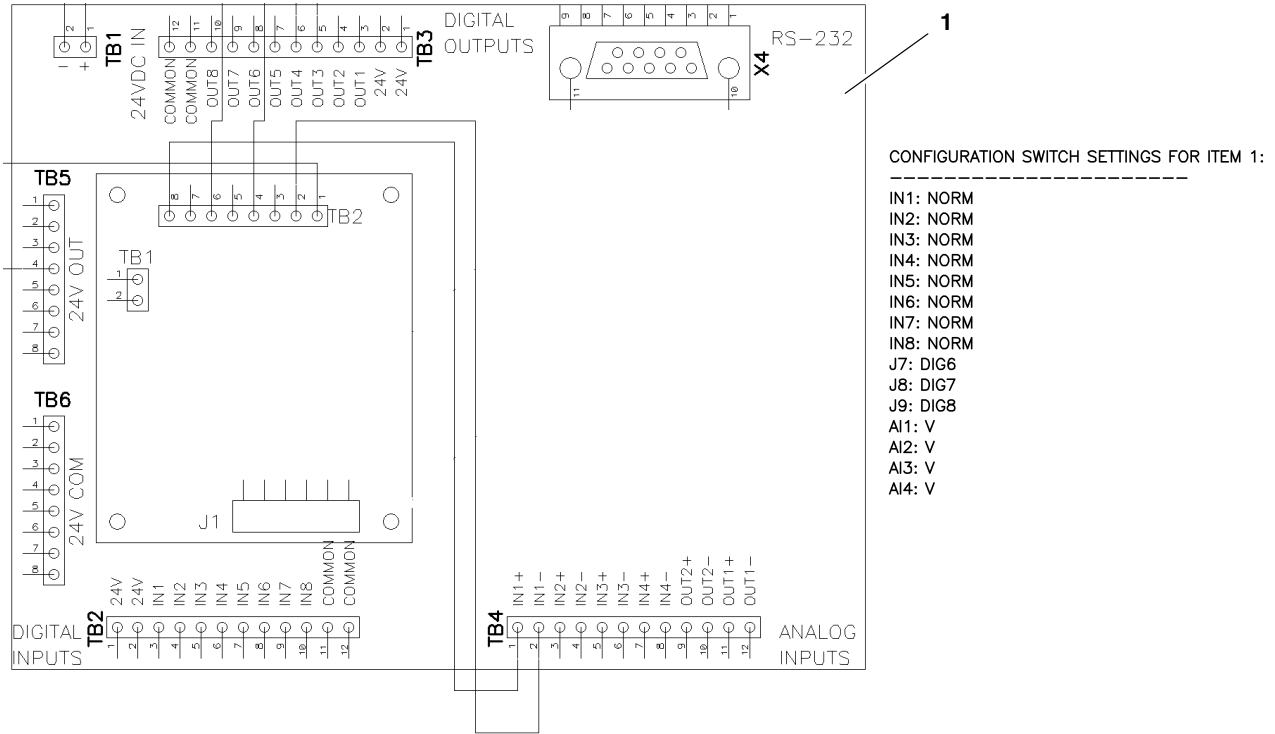 2
1
TB1
24VDC IN
- +
12 11 10 9 8 7 6 5 4 3 2 1
TB3
COMMON COMMON OUT8 OUT7 OUT6 OUT5 OUT4 OUT3 OUT2 OUT1 24V 24V
DIGITAL
OUTPUTS
9 8 7 6 5 4 3 2 1
RS-232
X4
11 10
1
CONFIGURATION SWITCH SETTINGS FOR ITEM 1:
----------------------
IN1: NORM
IN2: NORM
IN3: NORM
IN4: NORM
IN5: NORM
IN6: NORM
IN7: NORM
IN8: NORM
J7: DIG6
J8: DIG7
J9: DIG8
AI1: V
AI2: V
AI3: V
AI4: V
TB5
1
2
3
4
5
6
7
8
24V OUT
8 7 6 5 4 3 2 1
TB2
TB1
1
2
TB6
1
2
3
4
5
6
7
8
24V COM
J1
24V 24V IN1 IN2 IN3 IN4 IN5 IN6 IN7 IN8 COMMON COMMON
TB2
1 2 3 4 5 6 7 8 9 10 11 12
DIGITAL
INPUTS
IN1+ IN1- IN2+ IN2- IN3+ IN3- IN4+ IN4- OUT2+ OUT2- OUT1+ OUT1-
TB4
1 2 3 4 5 6 7 8 9 10 11 12
ANALOG
INPUTS